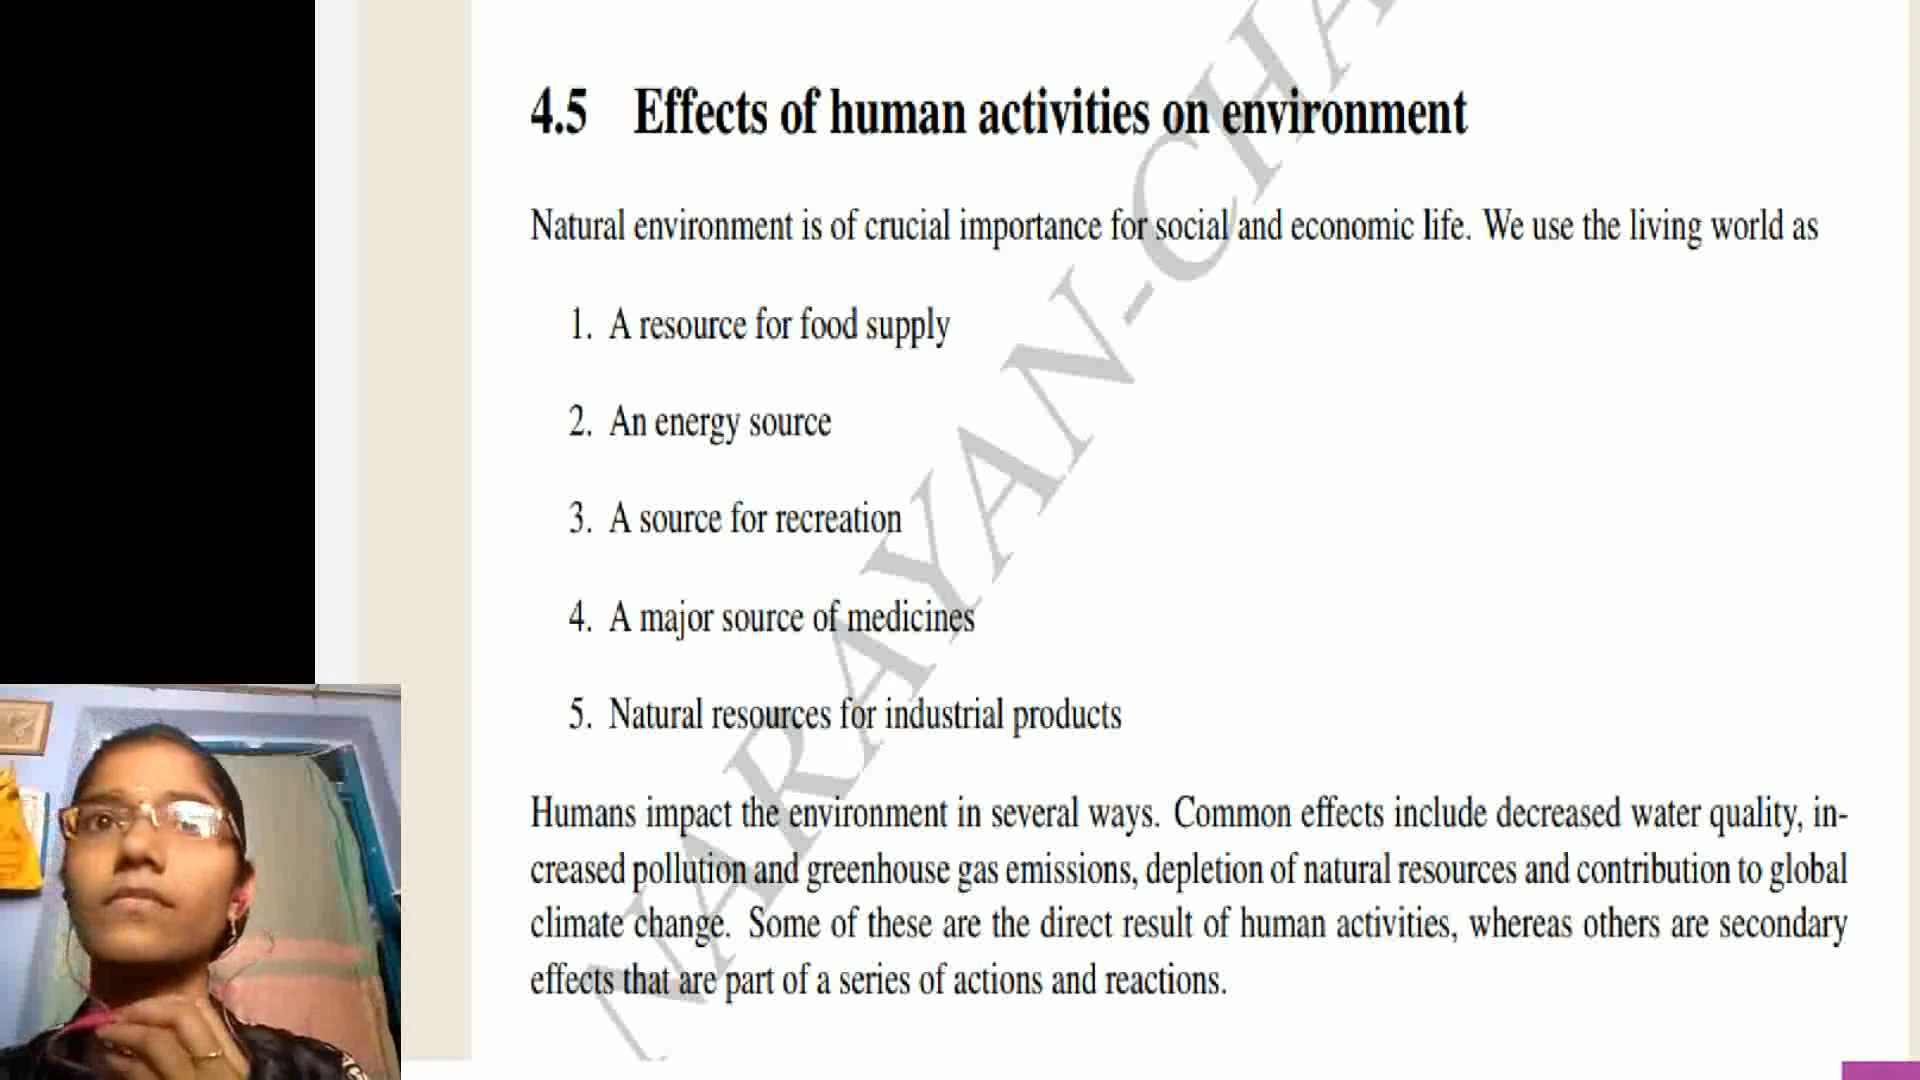 4.5 Effects of human activities on environment
Natural environment is of crucial importance for social and economic life. We use the living world as
1. A resource for food supply
2. An energy source
3. A source for recreation
4. A major source of medicines
5. Natural resources for industrial products
Humans impact the environment in several ways. Common effects include decreased water quality, in-
creased pollution and greenhouse gas emissions, depletion of natural resources and contribution to global
climate change. Some of these are the direct result of human activities, whereas others are secondary
effects that are part of a series of actions and reactions.
NARAYAN-CHA